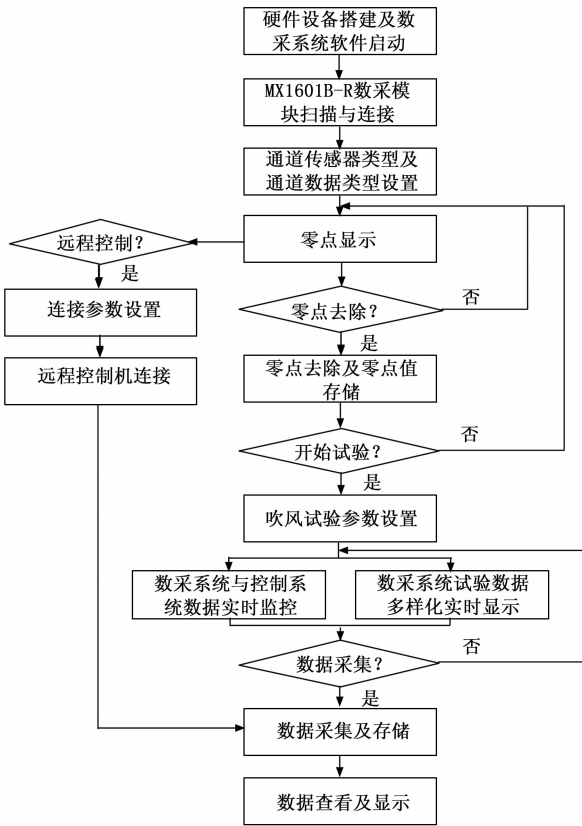 硬件设备搭建及数
采系统软件启动
MX1601B-R数采模
块扫描与连接
通道传感器类型及
通道数据类型设置
远程控制？
零点显示
是
连接参数设置
零点去除？
否
是
远程控制机连接
零点去除及零点值
存储
开始试验？
否
是
吹风试验参数设置
数采系统与控制系
统数据实时监控
数采系统试验数据
多样化实时显示
数据采集？
否
是
数据采集及存储
数据查看及显示